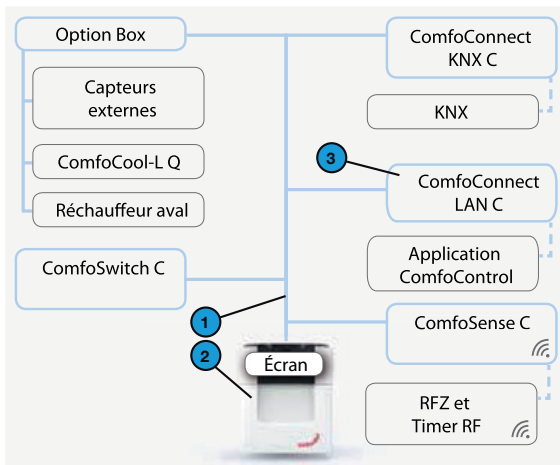 Option Box
Capteurs
externes
ComfoCool-L Q
Réchauffeur aval
ComfoSwitch C
ComfoConnect
KNX C
KNX
3
ComfoConnect
LAN C
Application
ComfoControl
ComfoSense C
RFZ et
Timer RF
1
2
Écran